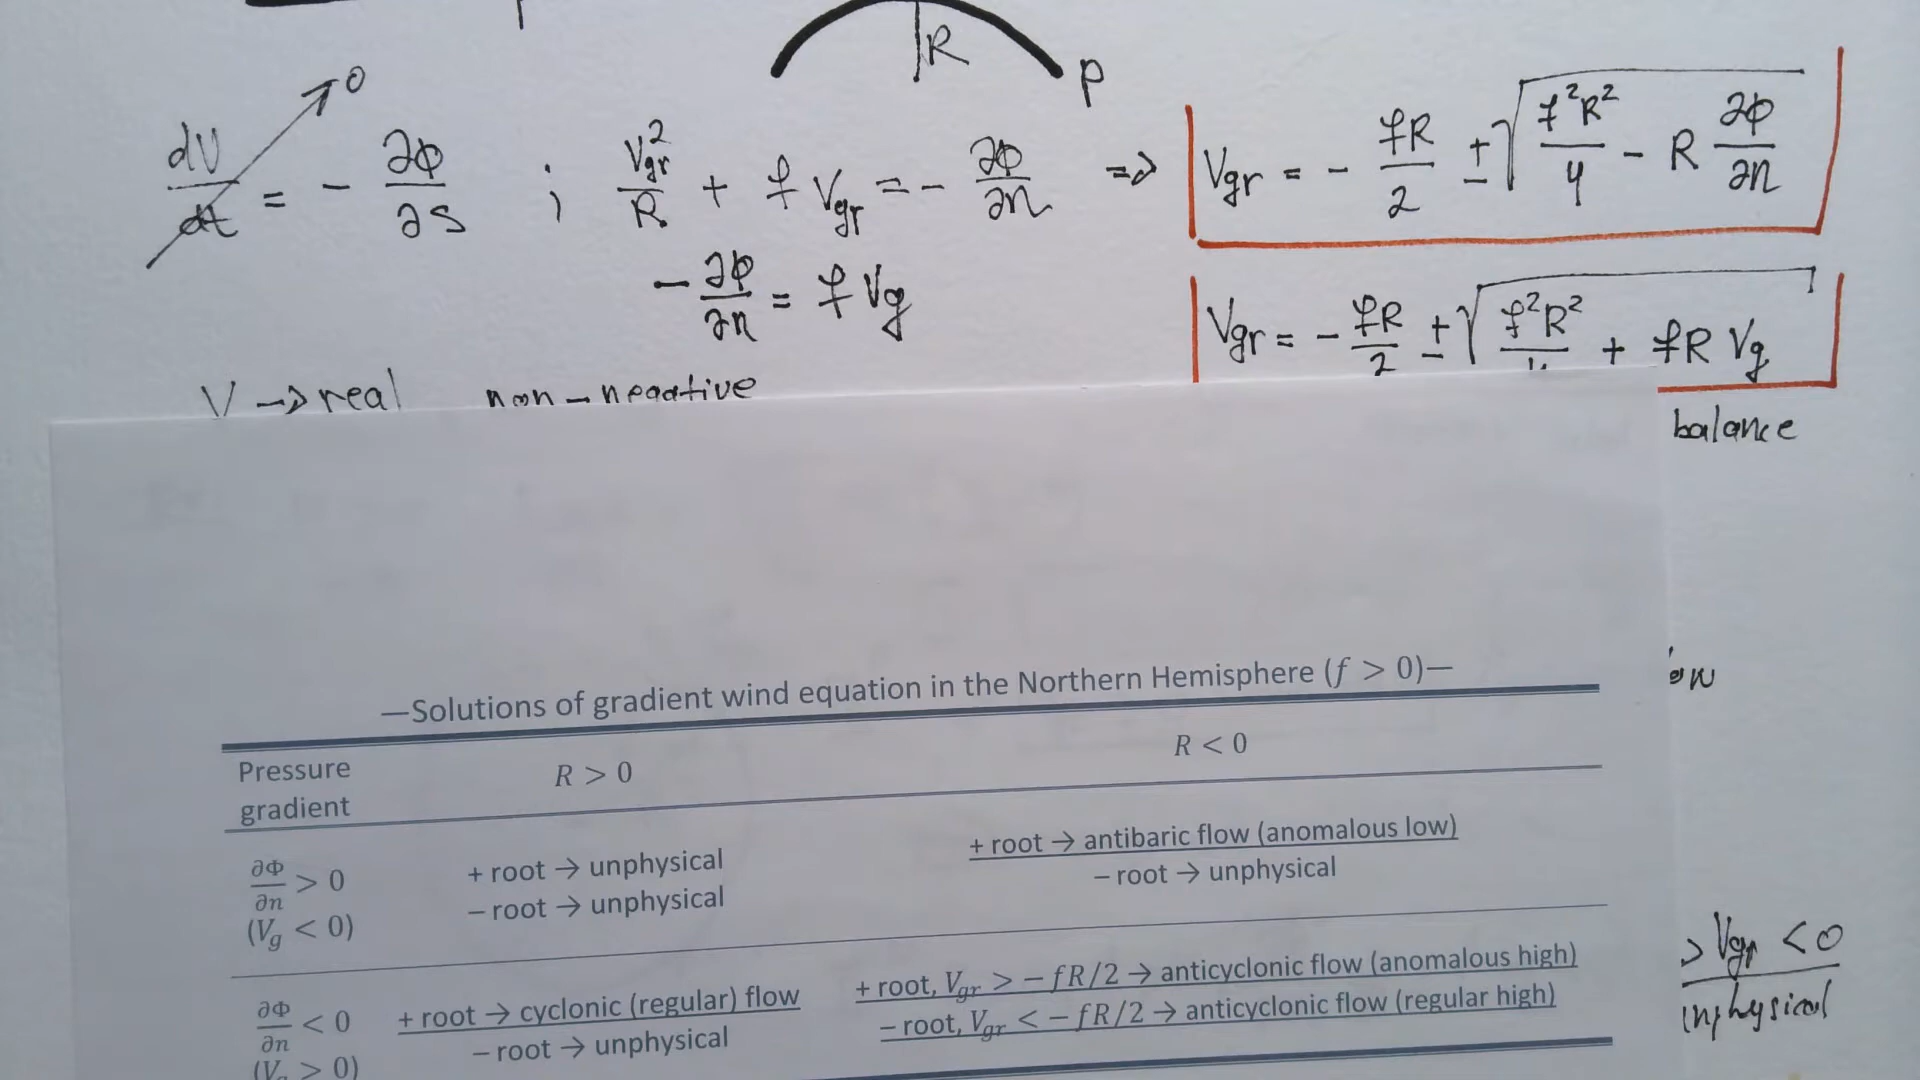 R
P
dV/dt = - ∂Φ/∂s ; V_gr²/R + f V_gr = - ∂Φ/∂n => V_gr = - fR/2 ± √(f²R²/4 - R ∂Φ/∂n)
0
- ∂Φ/∂n = f V_g
V_gr = - fR/2 ± √(f²R²/4 + fR V_g)
V → real non-negative
balance
—Solutions of gradient wind equation in the Northern Hemisphere (f > 0)—
Pressure gradient R > 0 R < 0
∂Φ/∂n > 0
(V_g < 0)
+ root → unphysical
− root → unphysical
+ root → antibaric flow (anomalous low)
− root → unphysical
∂Φ/∂n < 0
(V_g > 0)
+ root → cyclonic (regular) flow
− root → unphysical
+ root, V_gr > − fR/2 → anticyclonic flow (anomalous high)
− root, V_gr < − fR/2 → anticyclonic flow (regular high)
V_gr < 0